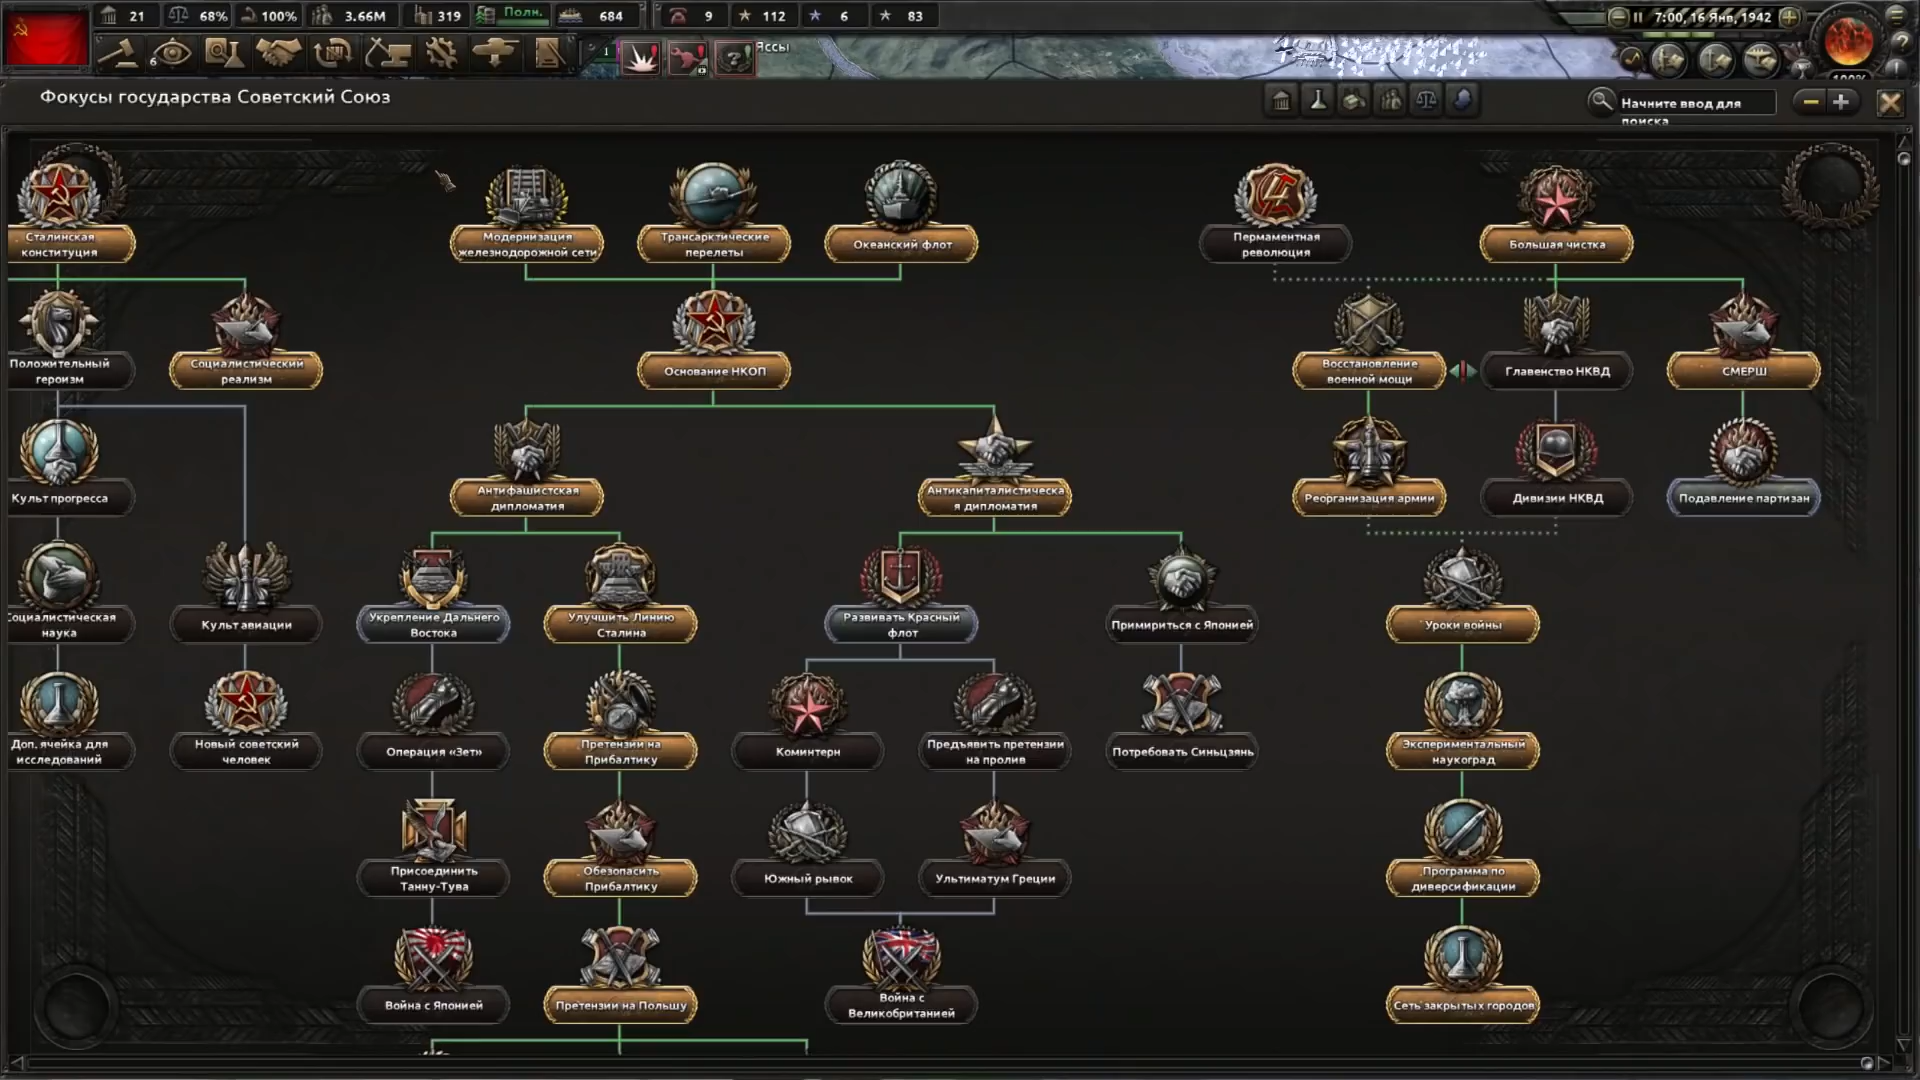 21 68% 100% 3.66M 319 Полн. 684 9 112 6 83
7:00, 16 Янв, 1942
6
1
Яссы
100%
Фокусы государства Советский Союз
Начните ввод для
поиска
Сталинская
конституция
Модернизация
железнодорожной сети
Трансарктические
перелеты
Океанский флот
Пермаментная
революция
Большая чистка
Положительный
героизм
Социалистический
реализм
Основание НКОП
Восстановление
военной мощи
Главенство НКВД
СМЕРШ
Культ прогресса
Антифашистская
дипломатия
Антикапиталистическа
я дипломатия
Реорганизация армии
Дивизии НКВД
Подавление партизан
Социалистическая
наука
Культ авиации
Укрепление Дальнего
Востока
Улучшить Линию
Сталина
Развивать Красный
флот
Примириться с Японией
Уроки войны
Доп. ячейка для
исследований
Новый советский
человек
Операция «Зет»
Претензии на
Прибалтику
Коминтерн
Предъявить претензии
на пролив
Потребовать Синьцзянь
Экспериментальный
наукоград
Присоединить
Танну-Тува
Обезопасить
Прибалтику
Южный рывок
Ультиматум Греции
Программа по
диверсификации
Война с Японией
Претензии на Польшу
Война с
Великобританией
Сеть закрытых городов